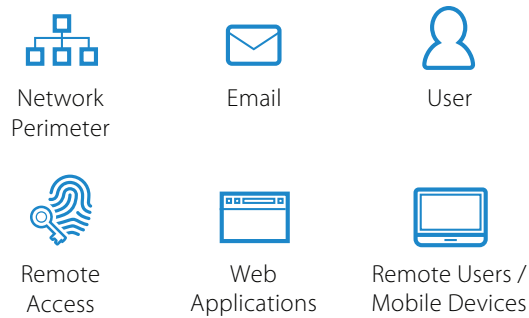 Network
Perimeter
Email
User
Remote
Access
Web
Applications
Remote Users /
Mobile Devices